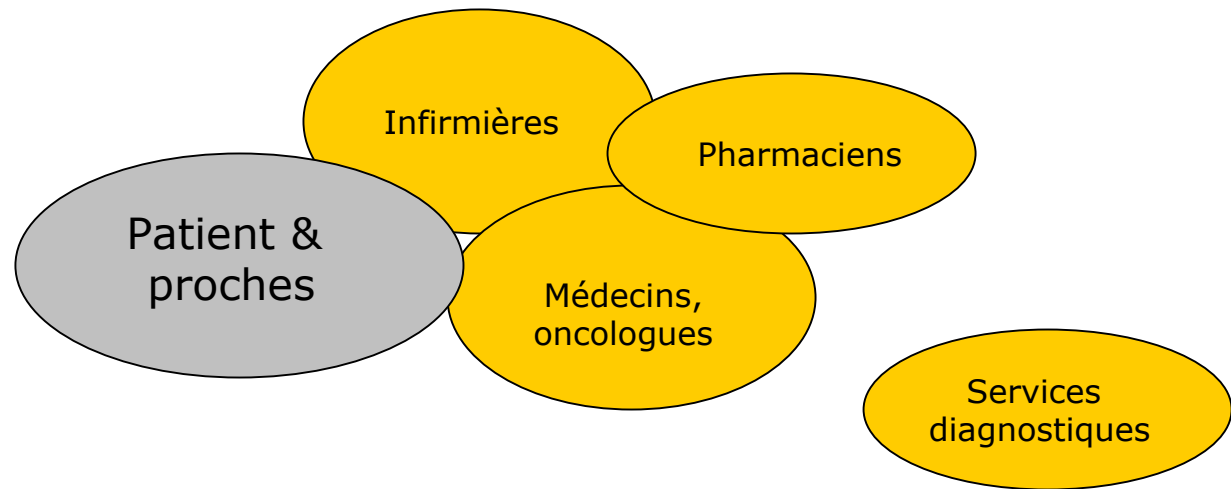 Infirmières
Pharmaciens
Patient &
proches
Médecins,
oncologues
Services
diagnostiques